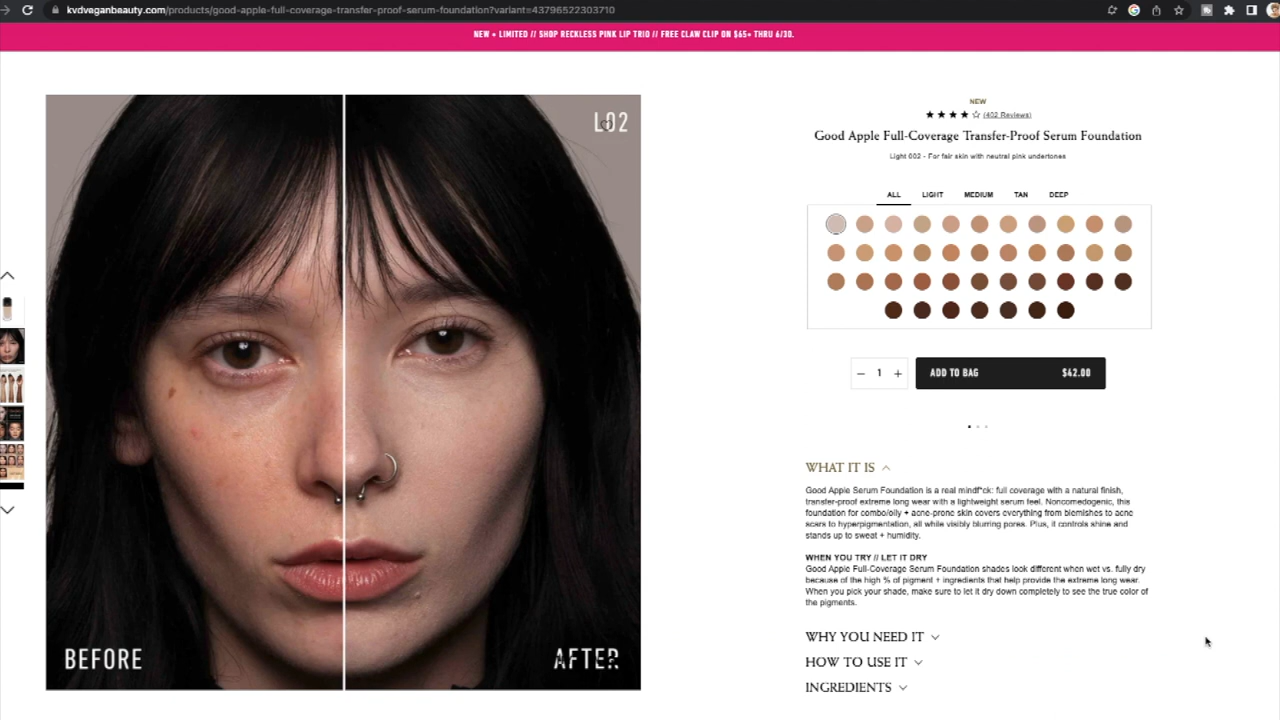 kvdveganbeauty.com/products/good-apple-full-coverage-transfer-proof-serum-foundation?variant=43796522303710
NEW + LIMITED // SHOP RECKLESS PINK LIP TRIO // FREE CLAW CLIP ON $65+ THRU 6/30.
L02
BEFORE
AFTER
NEW
(402 Reviews)
Good Apple Full-Coverage Transfer-Proof Serum Foundation
Light 002 - For fair skin with neutral pink undertones
ALL LIGHT MEDIUM TAN DEEP
1
ADD TO BAG $42.00
WHAT IT IS
Good Apple Serum Foundation is a real mindf*ck: full coverage with a natural finish,
transfer-proof extreme long wear with a lightweight serum feel. Noncomedogenic, this
foundation for combo/oily + acne-prone skin covers everything from blemishes to acne
scars to hyperpigmentation, all while visibly blurring pores. Plus, it controls shine and
stands up to sweat + humidity.
WHEN YOU TRY // LET IT DRY
Good Apple Full-Coverage Serum Foundation shades look different when wet vs. fully dry
because of the high % of pigment + ingredients that help provide the extreme long wear.
When you pick your shade, make sure to let it dry down completely to see the true color of
the pigments.
WHY YOU NEED IT
HOW TO USE IT
INGREDIENTS